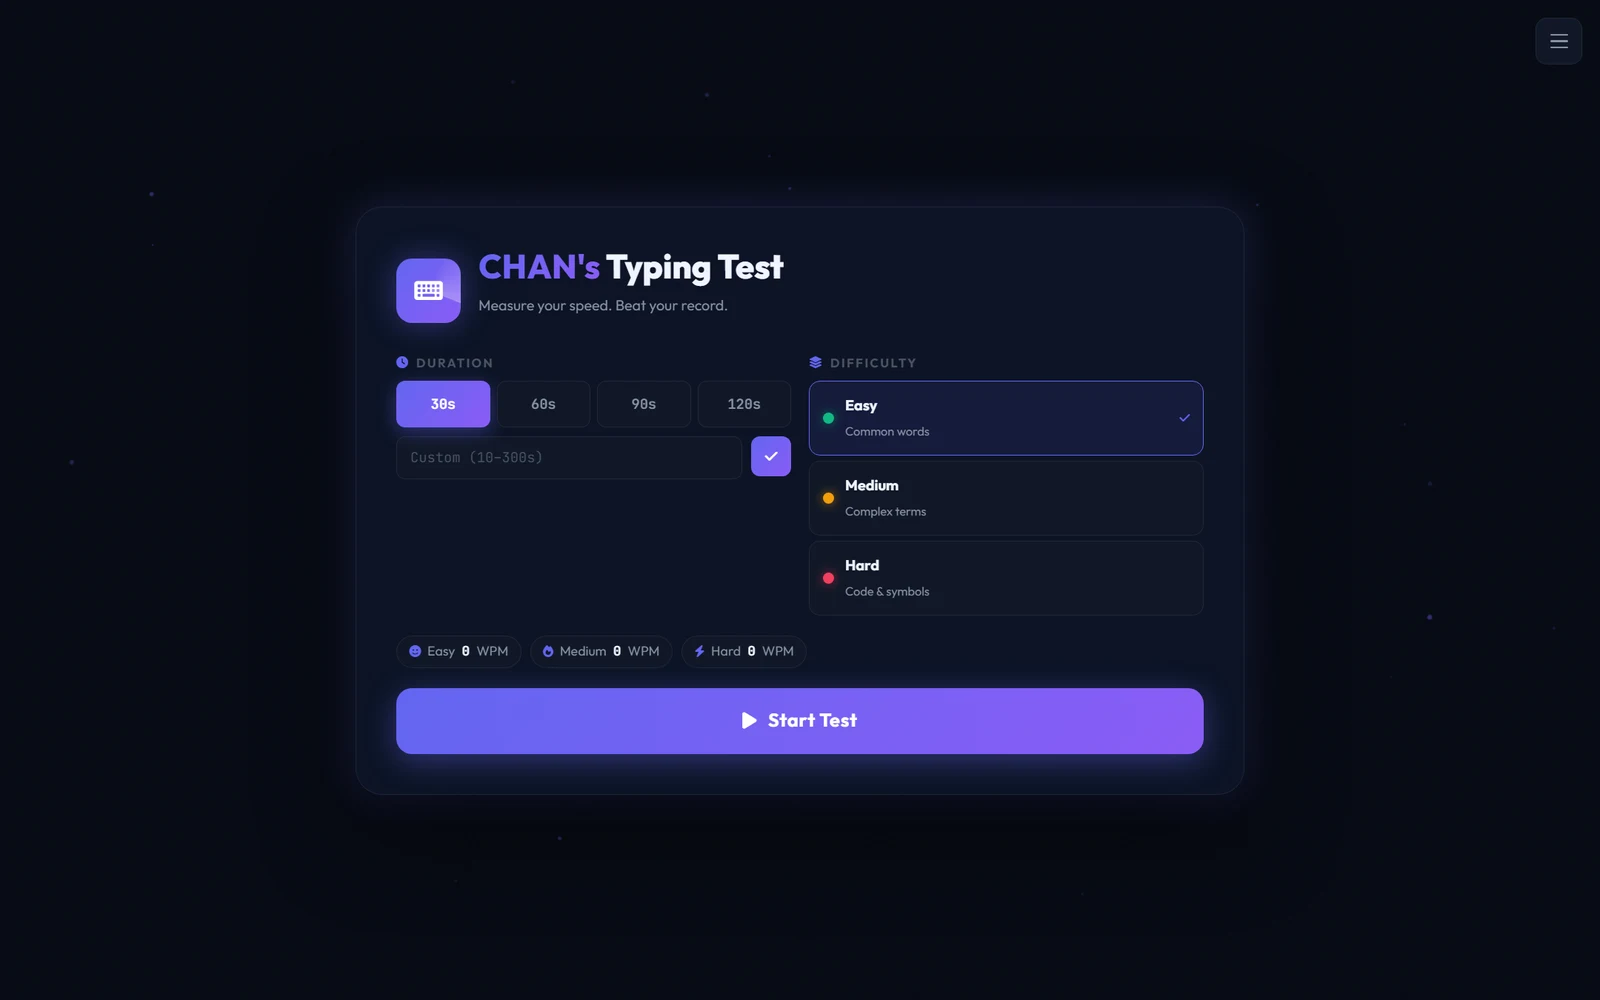 CHAN's Typing Test
Measure your speed. Beat your record.
DURATION
30s 60s 90s 120s
Custom (10–300s)
DIFFICULTY
Easy
Common words
Medium
Complex terms
Hard
Code & symbols
Easy 0 WPM Medium 0 WPM Hard 0 WPM
Start Test